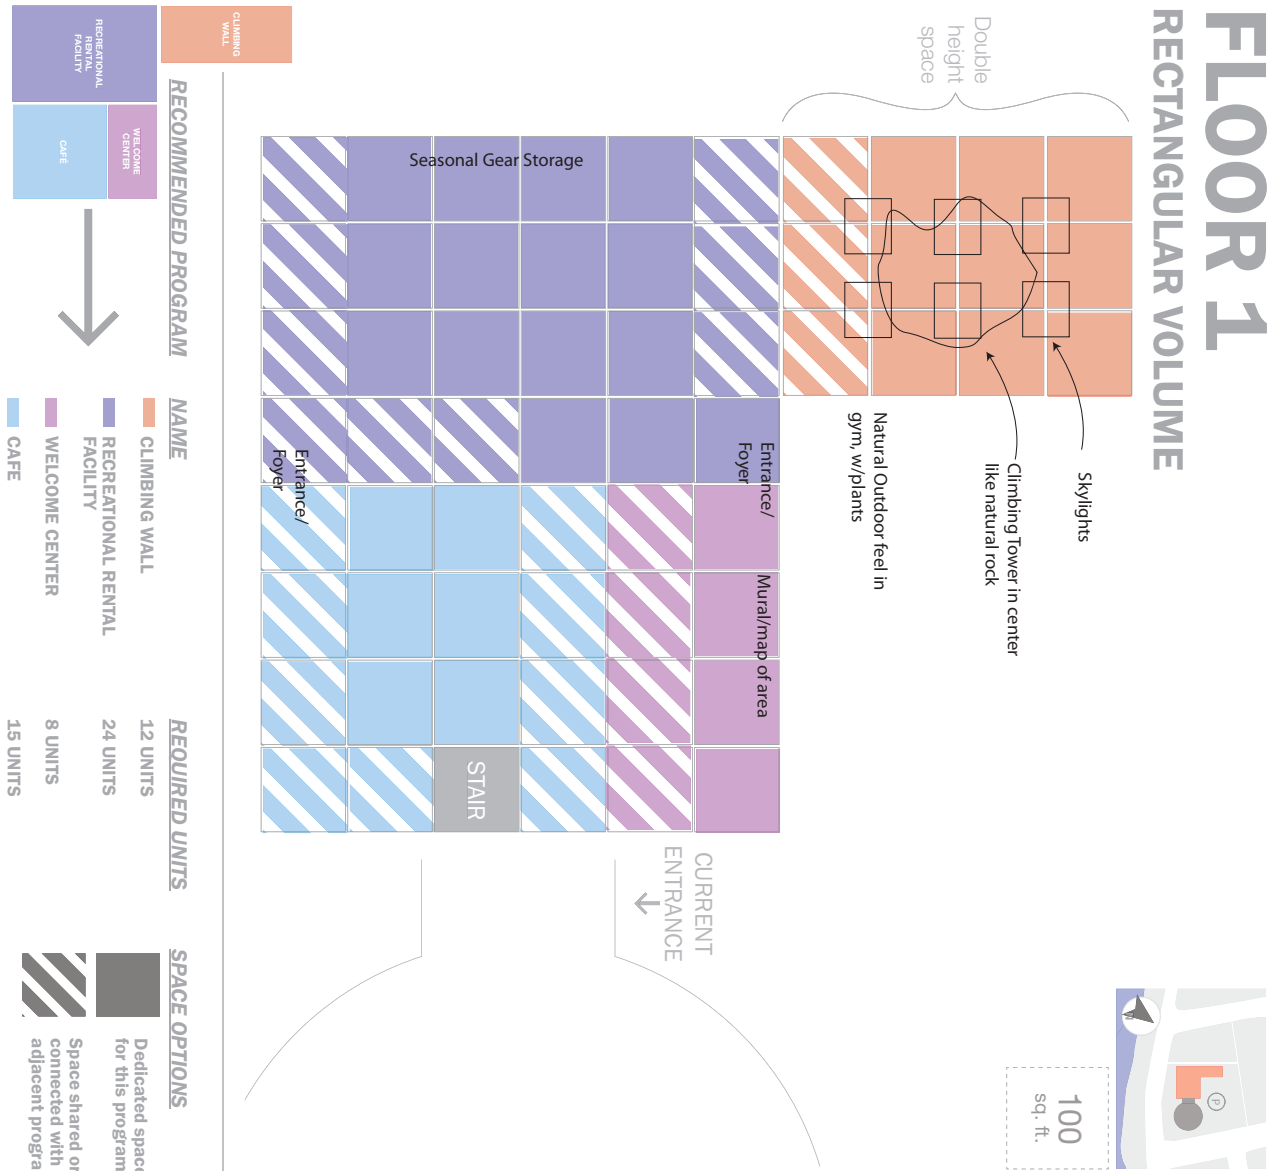 FLOOR 1
RECTANGULAR VOLUME
Double
height
space
Skylights
Climbing Tower in center
like natural rock
Natural Outdoor feel in
gym, w/plants
Seasonal Gear Storage
Entrance/
Foyer
Mural/map of area
Entrance/
Foyer
STAIR
CURRENT
ENTRANCE
100
sq. ft.
P
N
RECOMMENDED PROGRAM
CLIMBING
WALL
RECREATIONAL
RENTAL
FACILITY
WELCOME
CENTER
CAFÉ
NAME
CLIMBING WALL
RECREATIONAL RENTAL
FACILITY
WELCOME CENTER
CAFE
REQUIRED UNITS
12 UNITS
24 UNITS
8 UNITS
15 UNITS
SPACE OPTIONS
Dedicated space
for this program
Space shared or
connected with
adjacent progra